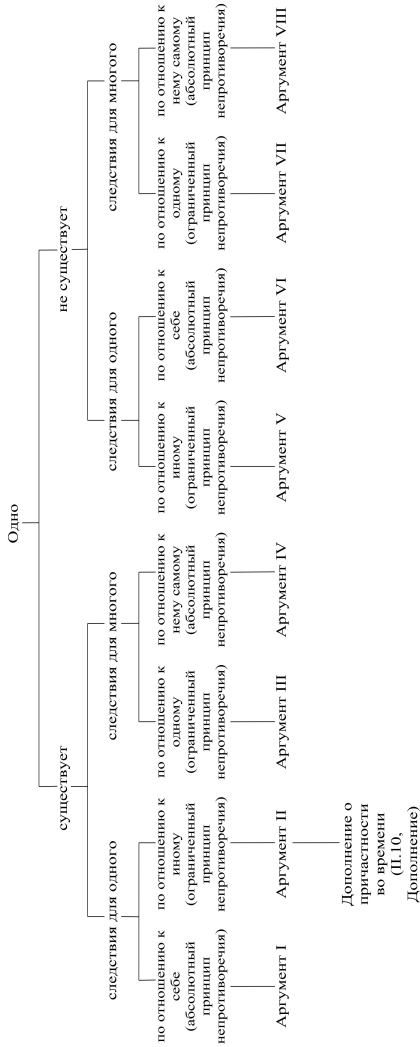 Одно
существует
не существует
следствия для одного
следствия для многого
следствия для одного
следствия для многого
по отношению к
себе
(абсолютный
принцип
непротиворечия)
по отношению к
иному
(ограниченный
принцип
непротиворечия)
по отношению к
одному
(ограниченный
принцип
непротиворечия)
по отношению к
нему самому
(абсолютный
принцип
непротиворечия)
по отношению к
иному
(ограниченный
принцип
непротиворечия)
по отношению к
себе
(абсолютный
принцип
непротиворечия)
по отношению к
одному
(ограниченный
принцип
непротиворечия)
по отношению к
нему самому
(абсолютный
принцип
непротиворечия)
Аргумент I
Аргумент II
Аргумент III
Аргумент IV
Аргумент V
Аргумент VI
Аргумент VII
Аргумент VIII
Дополнение о
причастности
во времени
(II.10,
Дополнение)